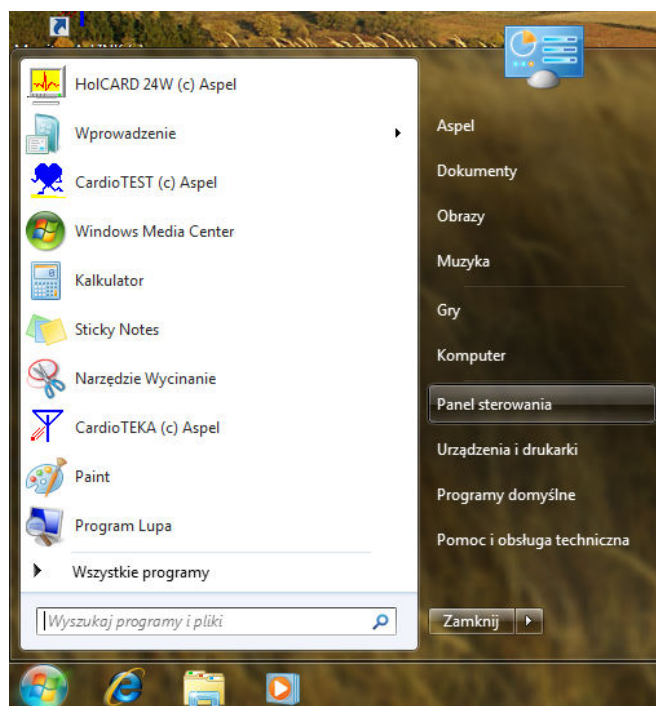 HolCARD 24W (c) Aspel
Wprowadzenie
CardioTEST (c) Aspel
Windows Media Center
Kalkulator
Sticky Notes
Narzędzie Wycinanie
CardioTEKA (c) Aspel
Paint
Program Lupa
Wszystkie programy
Wyszukaj programy i pliki
Aspel
Dokumenty
Obrazy
Muzyka
Gry
Komputer
Panel sterowania
Urządzenia i drukarki
Programy domyślne
Pomoc i obsługa techniczna
Zamknij